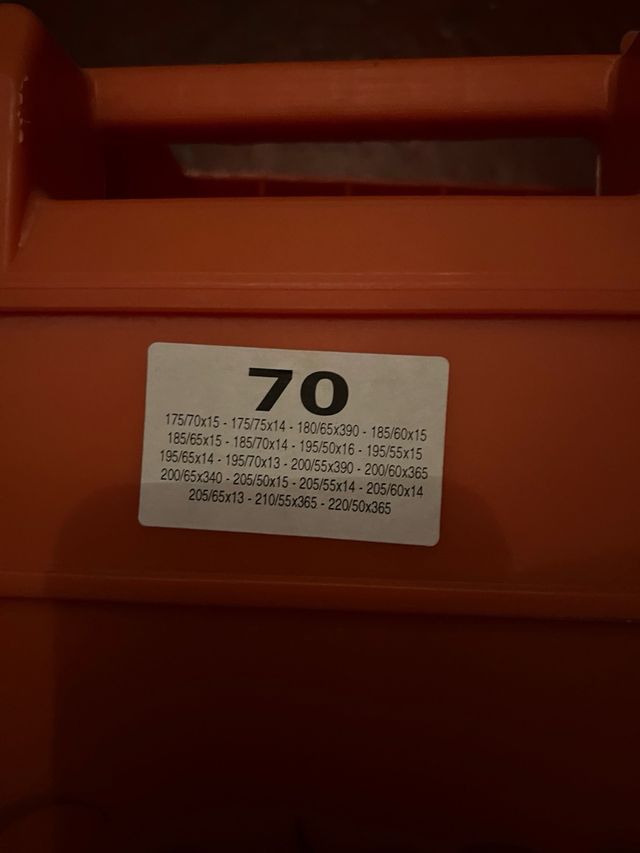 70
175/70x15 - 175/75x14 - 180/65x390 - 185/60x15
185/65x15 - 185/70x14 - 195/50x16 - 195/55x15
195/65x14 - 195/70x13 - 200/55x390 - 200/60x365
200/65x340 - 205/50x15 - 205/55x14 - 205/60x14
205/65x13 - 210/55x365 - 220/50x365